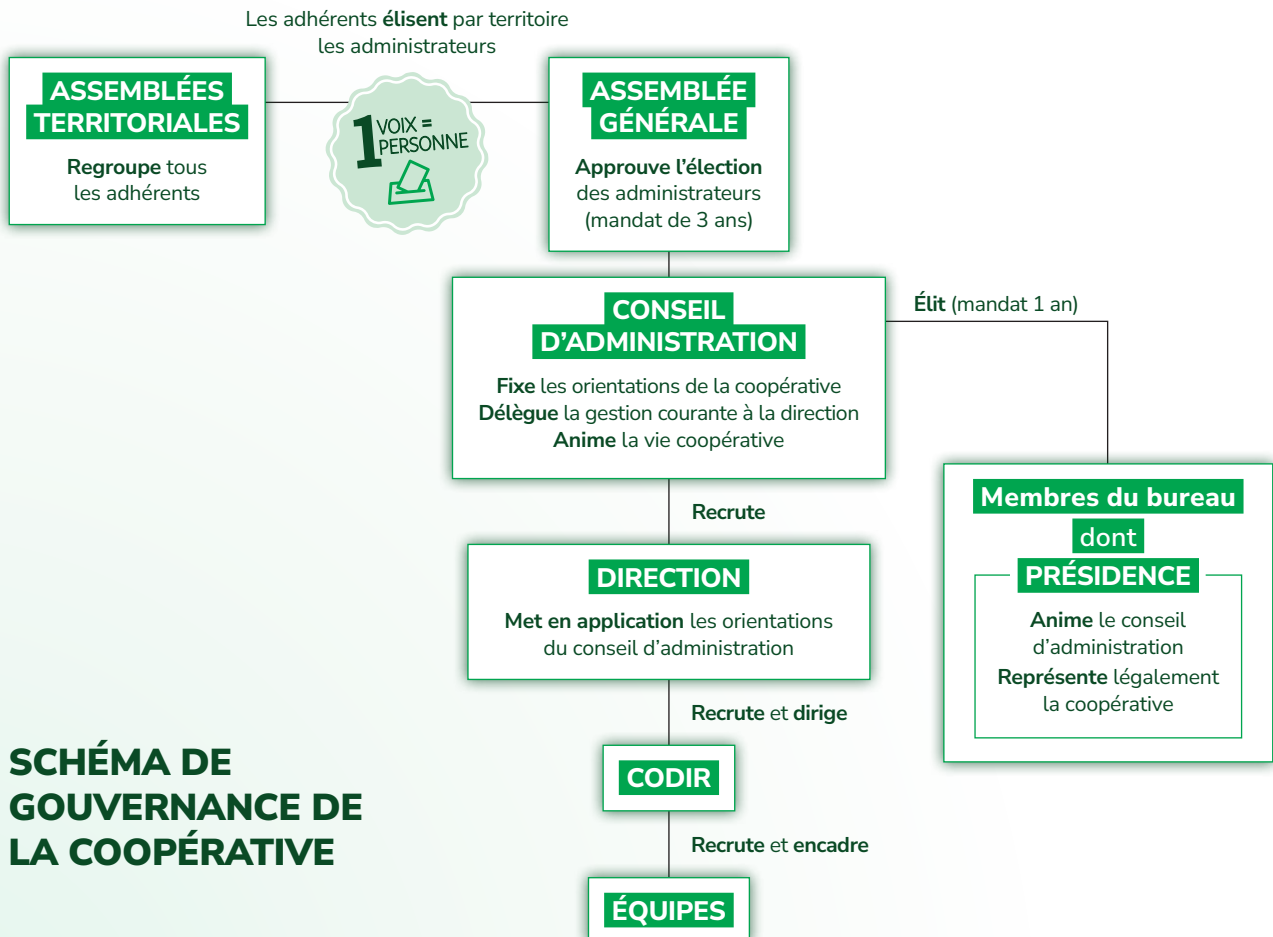 Les adhérents élisent par territoire
les administrateurs
ASSEMBLÉES
TERRITORIALES
Regroupe tous
les adhérents
1 VOIX =
PERSONNE
ASSEMBLÉE
GÉNÉRALE
Approuve l’élection
des administrateurs
(mandat de 3 ans)
CONSEIL
D’ADMINISTRATION
Fixe les orientations de la coopérative
Délègue la gestion courante à la direction
Anime la vie coopérative
Élit (mandat 1 an)
Recrute
Membres du bureau
dont
PRÉSIDENCE
Anime le conseil
d’administration
Représente légalement
la coopérative
DIRECTION
Met en application les orientations
du conseil d’administration
Recrute et dirige
CODIR
Recrute et encadre
ÉQUIPES
SCHÉMA DE
GOUVERNANCE DE
LA COOPÉRATIVE